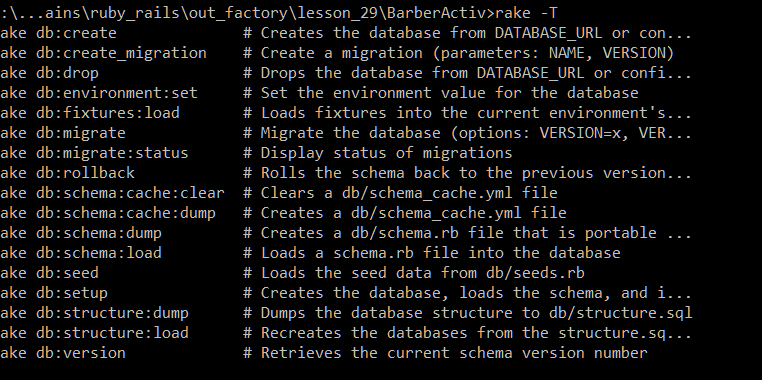 :\...ains\ruby_rails\out_factory\lesson_29\BarberActiv>rake -T
ake db:create # Creates the database from DATABASE_URL or con...
ake db:create_migration # Create a migration (parameters: NAME, VERSION)
ake db:drop # Drops the database from DATABASE_URL or confi...
ake db:environment:set # Set the environment value for the database
ake db:fixtures:load # Loads fixtures into the current environment's...
ake db:migrate # Migrate the database (options: VERSION=x, VER...
ake db:migrate:status # Display status of migrations
ake db:rollback # Rolls the schema back to the previous version...
ake db:schema:cache:clear # Clears a db/schema_cache.yml file
ake db:schema:cache:dump # Creates a db/schema_cache.yml file
ake db:schema:dump # Creates a db/schema.rb file that is portable ...
ake db:schema:load # Loads a schema.rb file into the database
ake db:seed # Loads the seed data from db/seeds.rb
ake db:setup # Creates the database, loads the schema, and i...
ake db:structure:dump # Dumps the database structure to db/structure.sql
ake db:structure:load # Recreates the databases from the structure.sq...
ake db:version # Retrieves the current schema version number